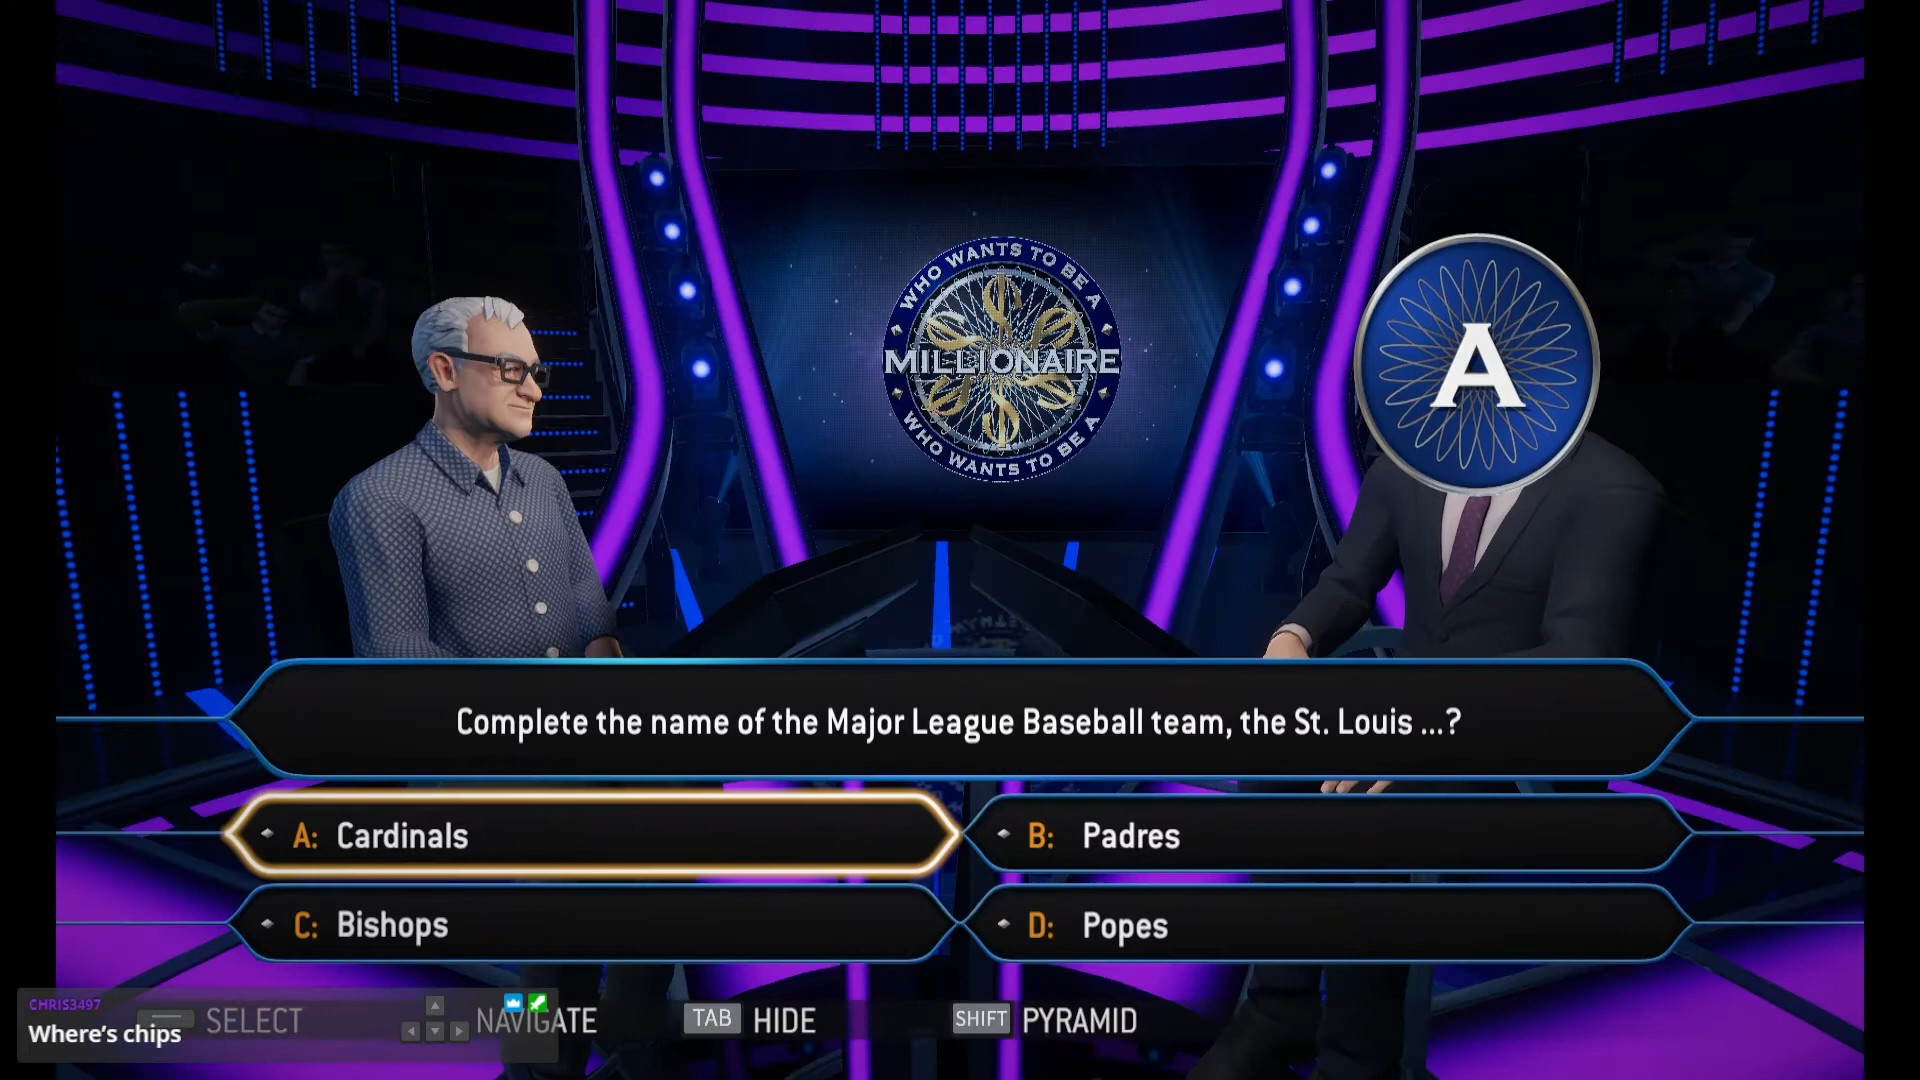 WHO WANTS TO BE A
MILLIONAIRE
WHO WANTS TO BE A
A
Complete the name of the Major League Baseball team, the St. Louis ...?
A: Cardinals
B: Padres
C: Bishops
D: Popes
CHRIS3497
Where's chips
SELECT
NAVIGATE
TAB HIDE
SHIFT PYRAMID